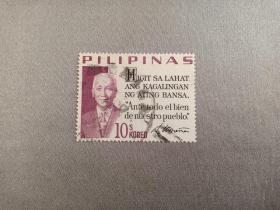 PILIPINAS
HIGIT SA LAHAT
ANG KAGALINGAN
NG ATING BANSA.
"Ante todo el bien
de nuestro pueblo"
10s
KOREO